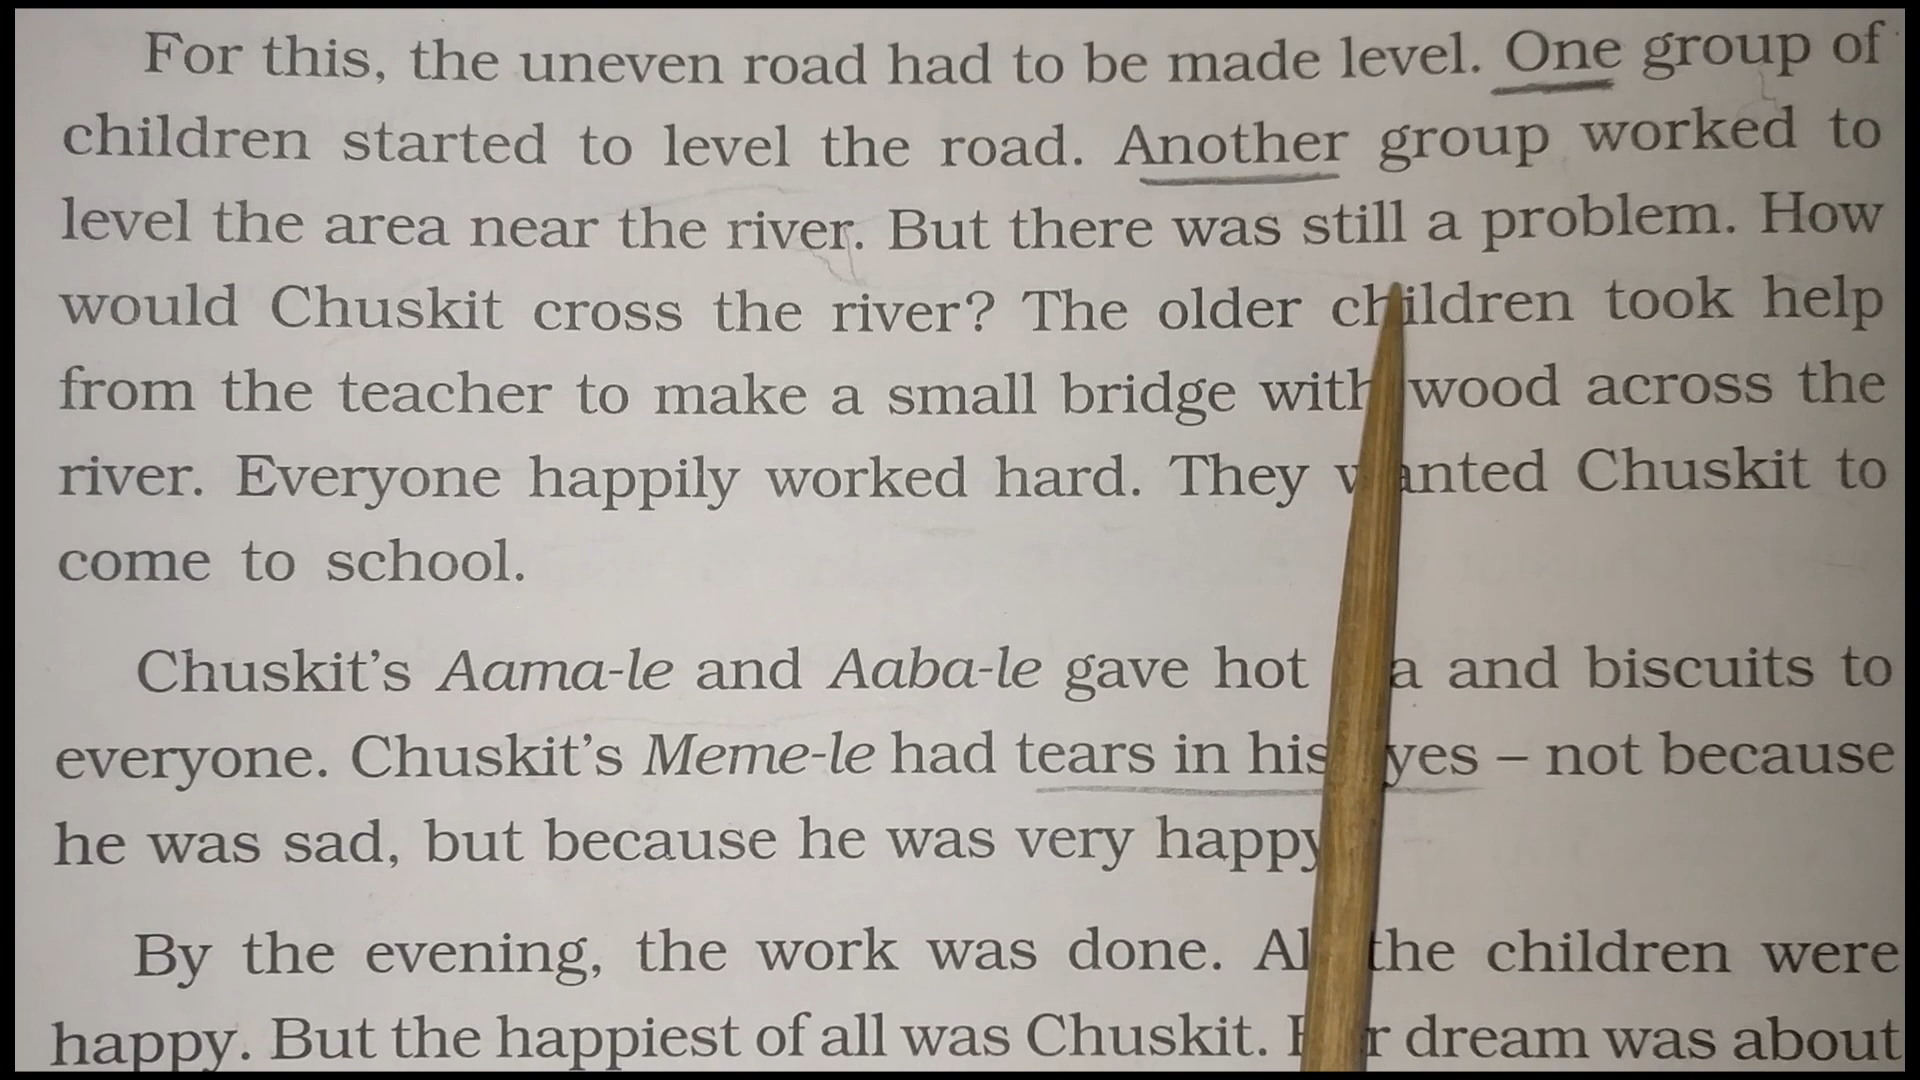 For this, the uneven road had to be made level. One group of
children started to level the road. Another group worked to
level the area near the river. But there was still a problem. How
would Chuskit cross the river? The older children took help
from the teacher to make a small bridge with wood across the
river. Everyone happily worked hard. They wanted Chuskit to
come to school.
Chuskit's Aama-le and Aaba-le gave hot and biscuits to
everyone. Chuskit's Meme-le had tears in his eyes – not because
he was sad, but because he was very happy
By the evening, the work was done. All the children were
happy. But the happiest of all was Chuskit. Her dream was about